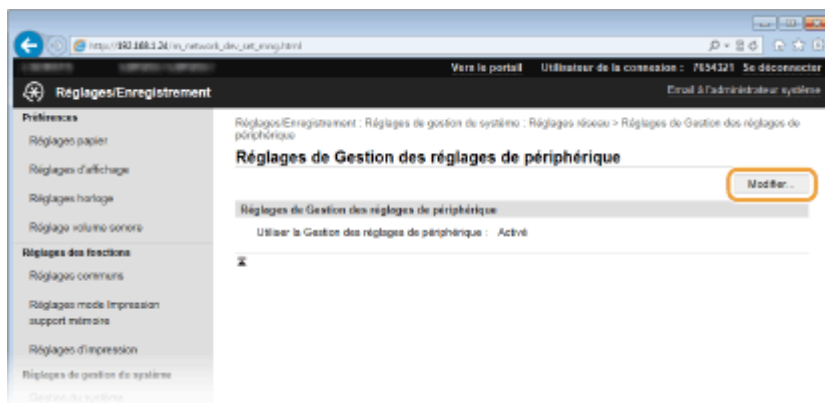 http://192.168.1.24/m_network_dev_set_mng.html
Vers le portail Utilisateur de la connexion : 7654321 Se déconnecter
Réglages/Enregistrement
Email à l'administrateur système
Préférences
Réglages papier
Réglages d'affichage
Réglages horloge
Réglage volume sonore
Réglages des fonctions
Réglages communs
Réglages mode Impression
support mémoire
Réglages d'impression
Réglages de gestion du système
Gestion du système
Réglages/Enregistrement : Réglages de gestion du système : Réglages réseau > Réglages de Gestion des réglages de
périphérique
Réglages de Gestion des réglages de périphérique
Modifier...
Réglages de Gestion des réglages de périphérique
Utiliser la Gestion des réglages de périphérique : Activé